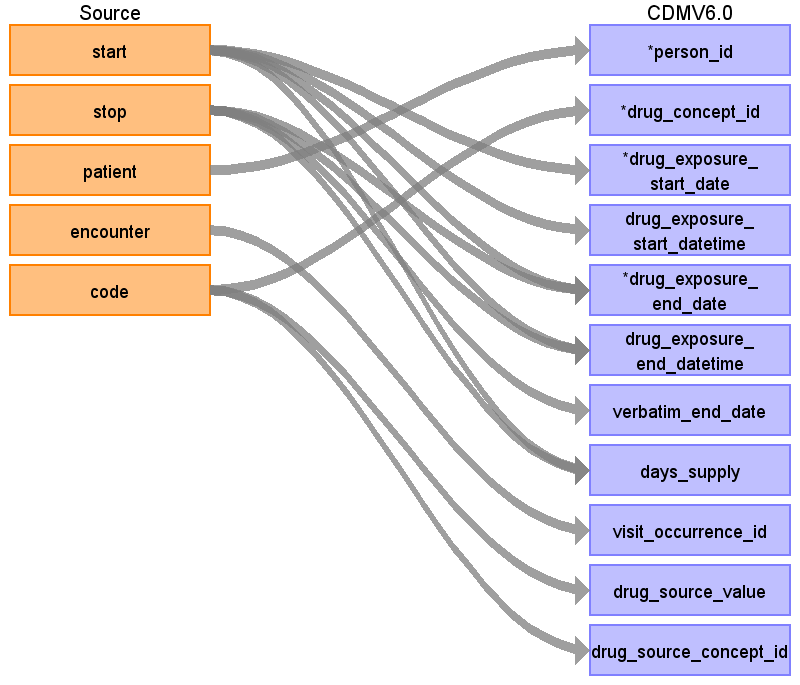 Source
CDMV6.0
start
stop
patient
encounter
code
*person_id
*drug_concept_id
*drug_exposure_
start_date
drug_exposure_
start_datetime
*drug_exposure_
end_date
drug_exposure_
end_datetime
verbatim_end_date
days_supply
visit_occurrence_id
drug_source_value
drug_source_concept_id